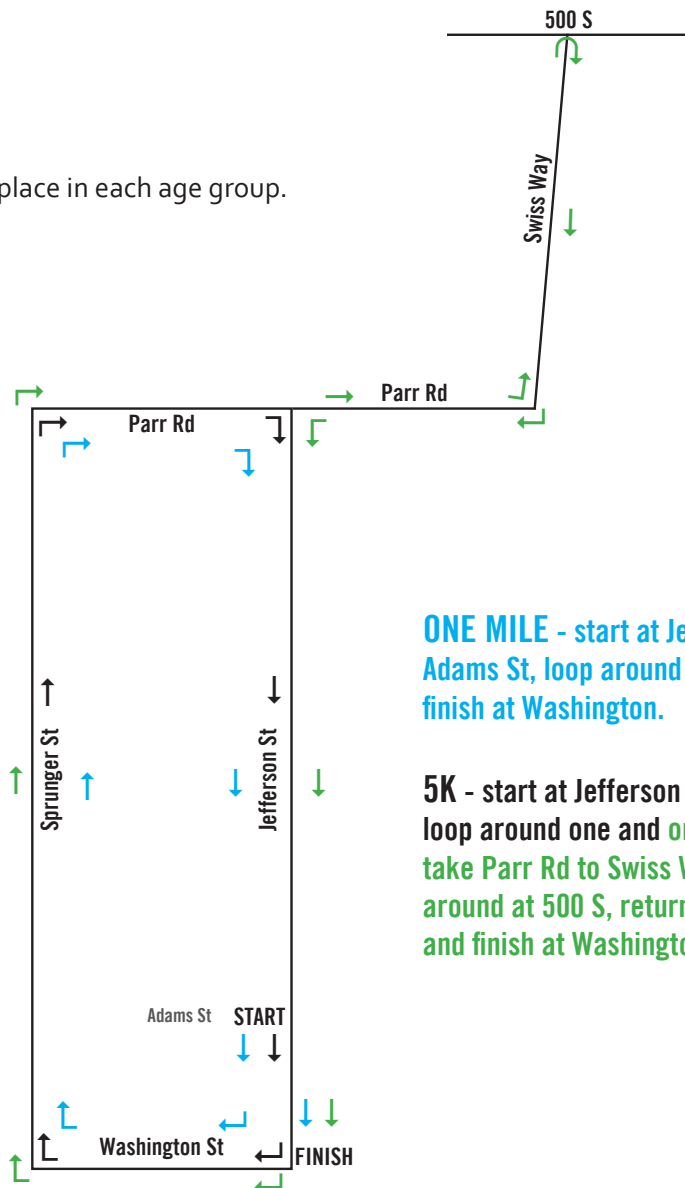 500 S
Swiss Way
place in each age group.
Parr Rd
Parr Rd
ONE MILE - start at Je
Adams St, loop around
finish at Washington.
Sprunger St
Jefferson St
5K - start at Jefferson
loop around one and o
take Parr Rd to Swiss W
around at 500 S, return
and finish at Washingto
Adams St START
Washington St
FINISH